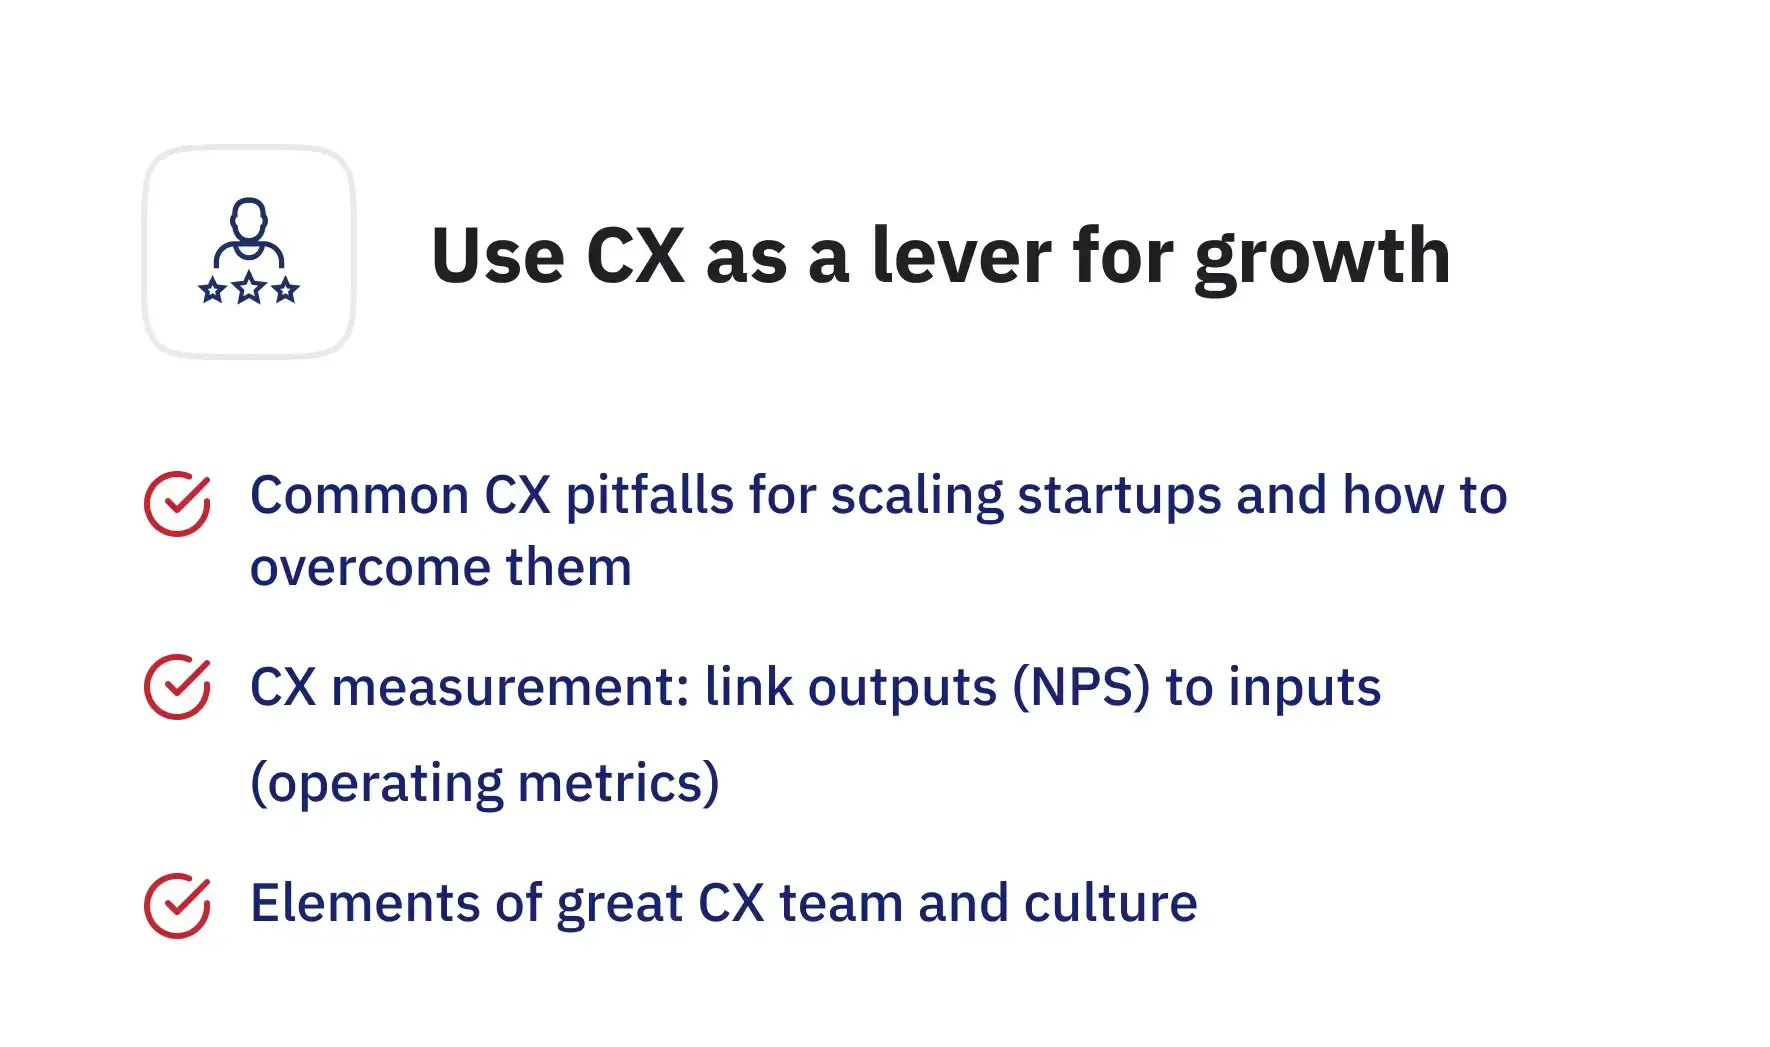 Use CX as a lever for growth
Common CX pitfalls for scaling startups and how to
overcome them
CX measurement: link outputs (NPS) to inputs
(operating metrics)
Elements of great CX team and culture